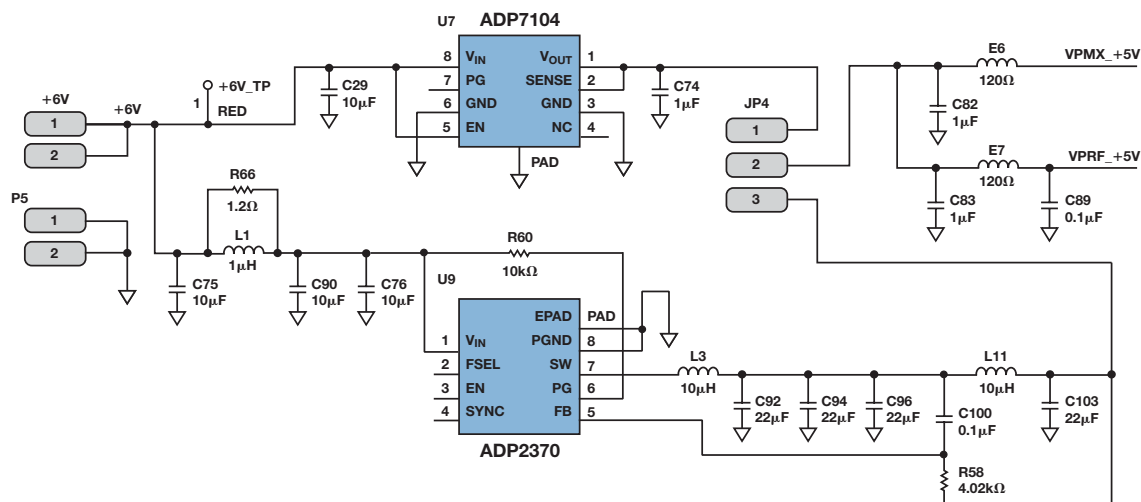 U7
ADP7104
8 VIN VOUT 1
7 PG SENSE 2
6 GND GND 3
5 EN NC 4
PAD
C29
10µF
C74
1µF
+6V
+6V
+6V_TP
1
RED
1
2
P5
1
2
JP4
1
2
3
E6
120Ω
VPMX_+5V
C82
1µF
E7
120Ω
VPRF_+5V
C83
1µF
C89
0.1µF
R66
1.2Ω
L1
1µH
C75
10µF
C90
10µF
C76
10µF
R60
10kΩ
U9
EPAD PAD
1 VIN PGND 8
2 FSEL SW 7
3 EN PG 6
4 SYNC FB 5
ADP2370
L3
10µH
C92
22µF
C94
22µF
C96
22µF
L11
10µH
C100
0.1µF
C103
22µF
R58
4.02kΩ